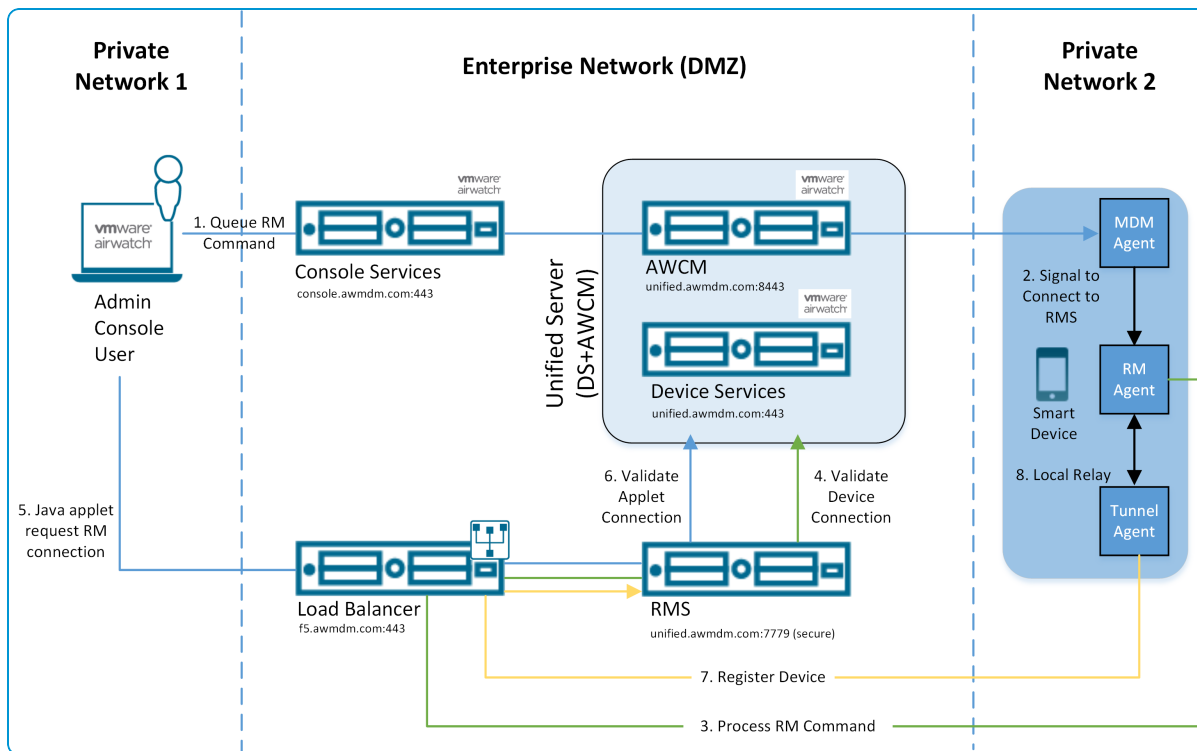 Private
Network 1
Enterprise Network (DMZ)
Private
Network 2
vmware
airwatch
Admin
Console
User
1. Queue RM
Command
vmware
airwatch
Console Services
console.awmdm.com:443
Unified Server
(DS+AWCM)
vmware
airwatch
AWCM
unified.awmdm.com:8443
vmware
airwatch
Device Services
unified.awmdm.com:443
MDM
Agent
2. Signal to
Connect to
RMS
RM
Agent
Smart
Device
8. Local Relay
Tunnel
Agent
5. Java applet
request RM
connection
6. Validate
Applet
Connection
4. Validate
Device
Connection
Load Balancer
f5.awmdm.com:443
RMS
unified.awmdm.com:7779 (secure)
7. Register Device
3. Process RM Command